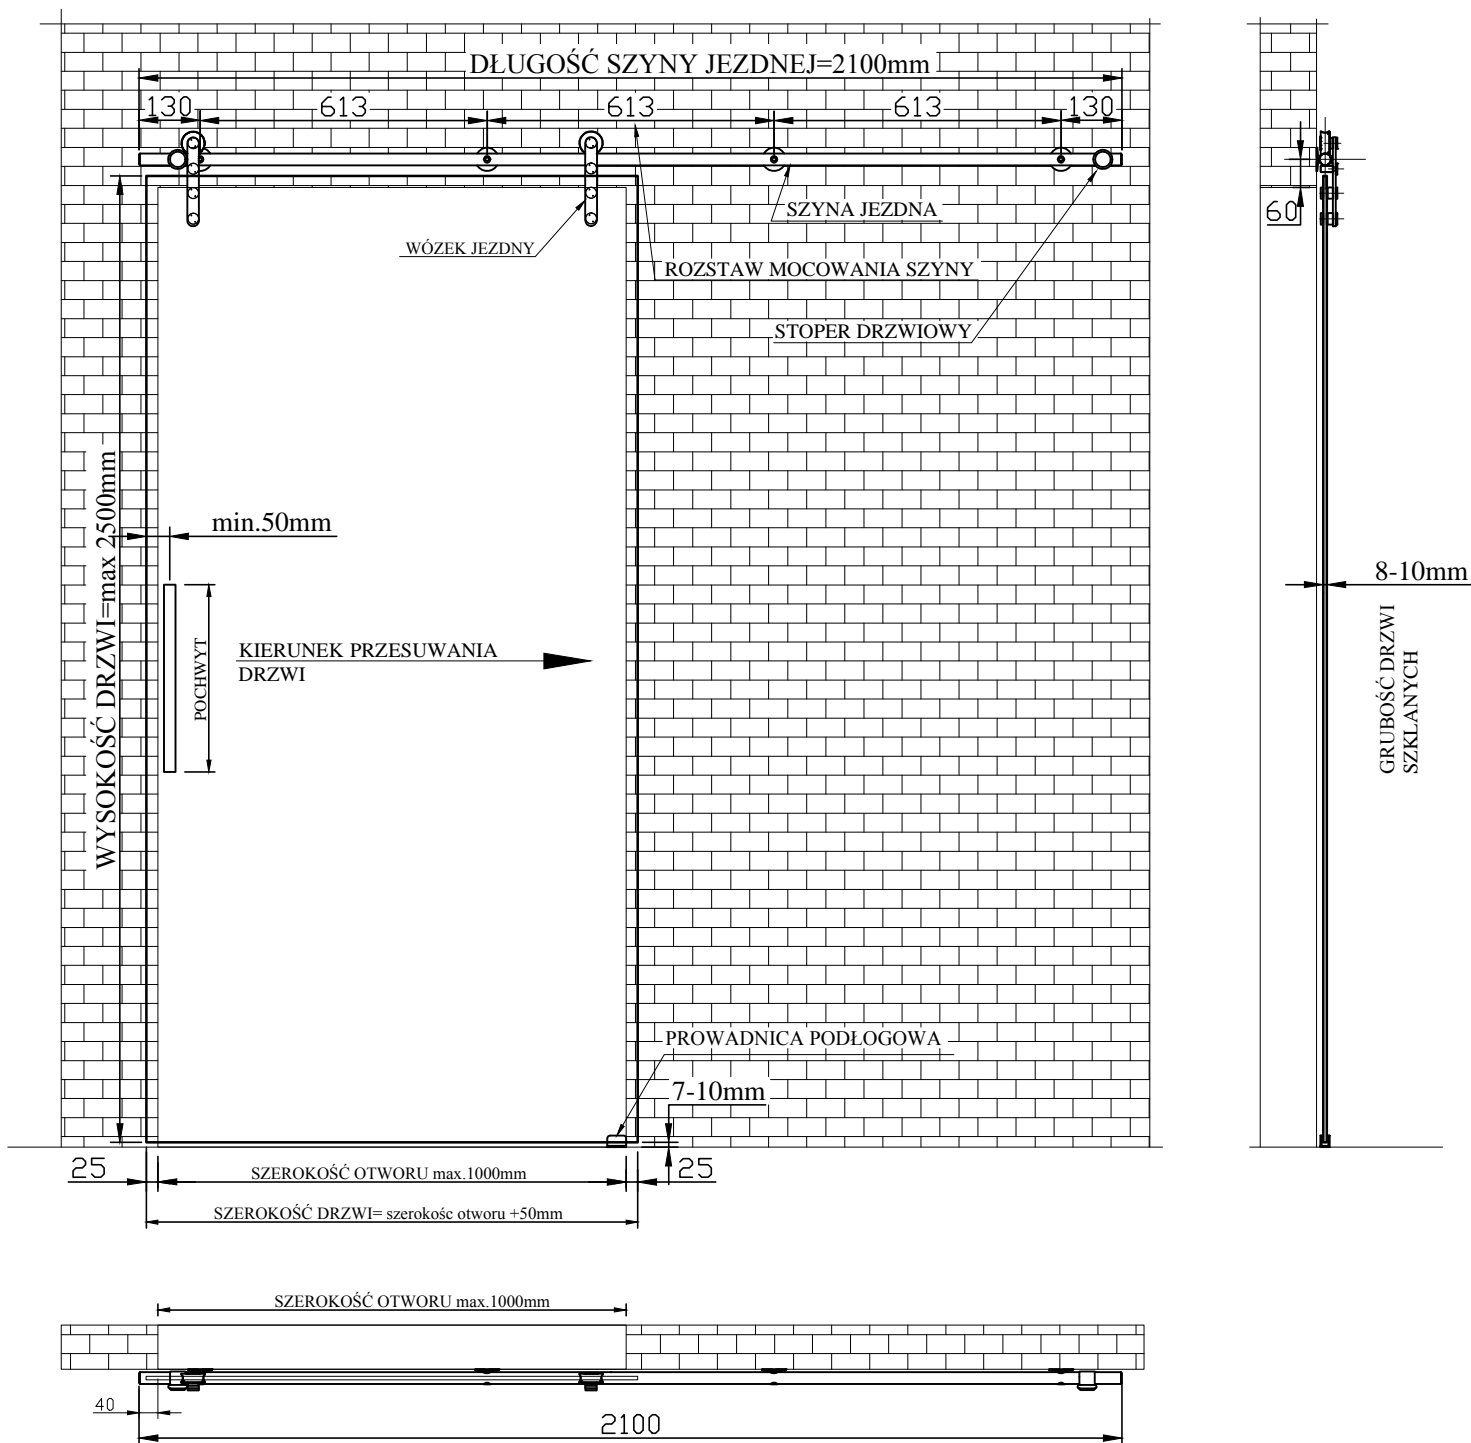 DŁUGOŚĆ SZYNY JEZDNEJ=2100mm
130 613 613 613 130
SZYNA JEZDNA
60
WÓZEK JEZDNY
ROZSTAW MOCOWANIA SZYNY
STOPER DRZWIOWY
WYSOKOŚĆ DRZWI=max 2500mm
min.50mm
8-10mm
GRUBOŚĆ DRZWI
SZKLANYCH
POCHWYT
KIERUNEK PRZESUWANIA
DRZWI
PROWADNICA PODŁOGOWA
7-10mm
25 SZEROKOŚĆ OTWORU max.1000mm 25
SZEROKOŚĆ DRZWI= szerokośc otworu +50mm
SZEROKOŚĆ OTWORU max.1000mm
40
2100